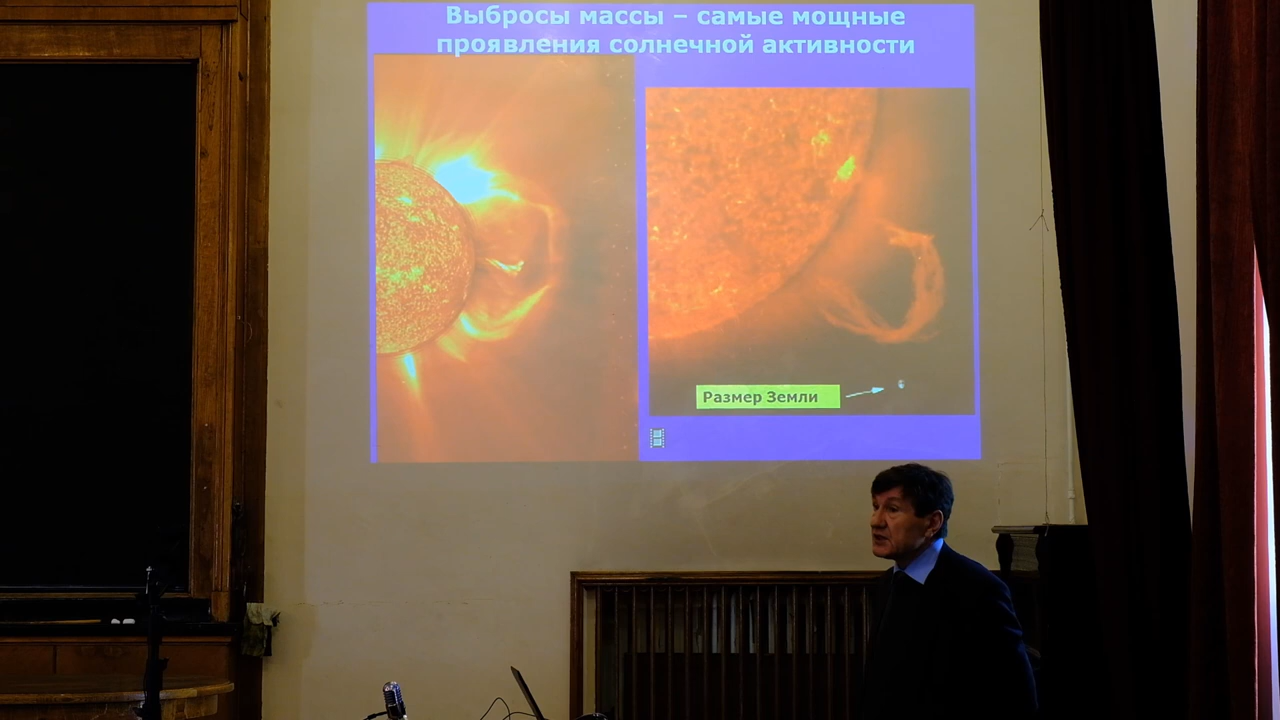 Выбросы массы – самые мощные
проявления солнечной активности
Размер Земли